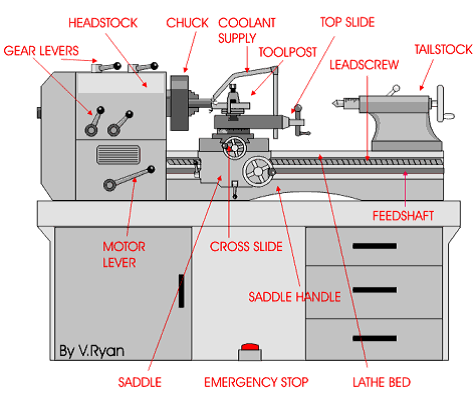 HEADSTOCK
CHUCK
COOLANT
SUPPLY
TOP SLIDE
GEAR LEVERS
TOOLPOST
TAILSTOCK
LEADSCREW
FEEDSHAFT
MOTOR
LEVER
CROSS SLIDE
SADDLE HANDLE
By V.Ryan
SADDLE
EMERGENCY STOP
LATHE BED